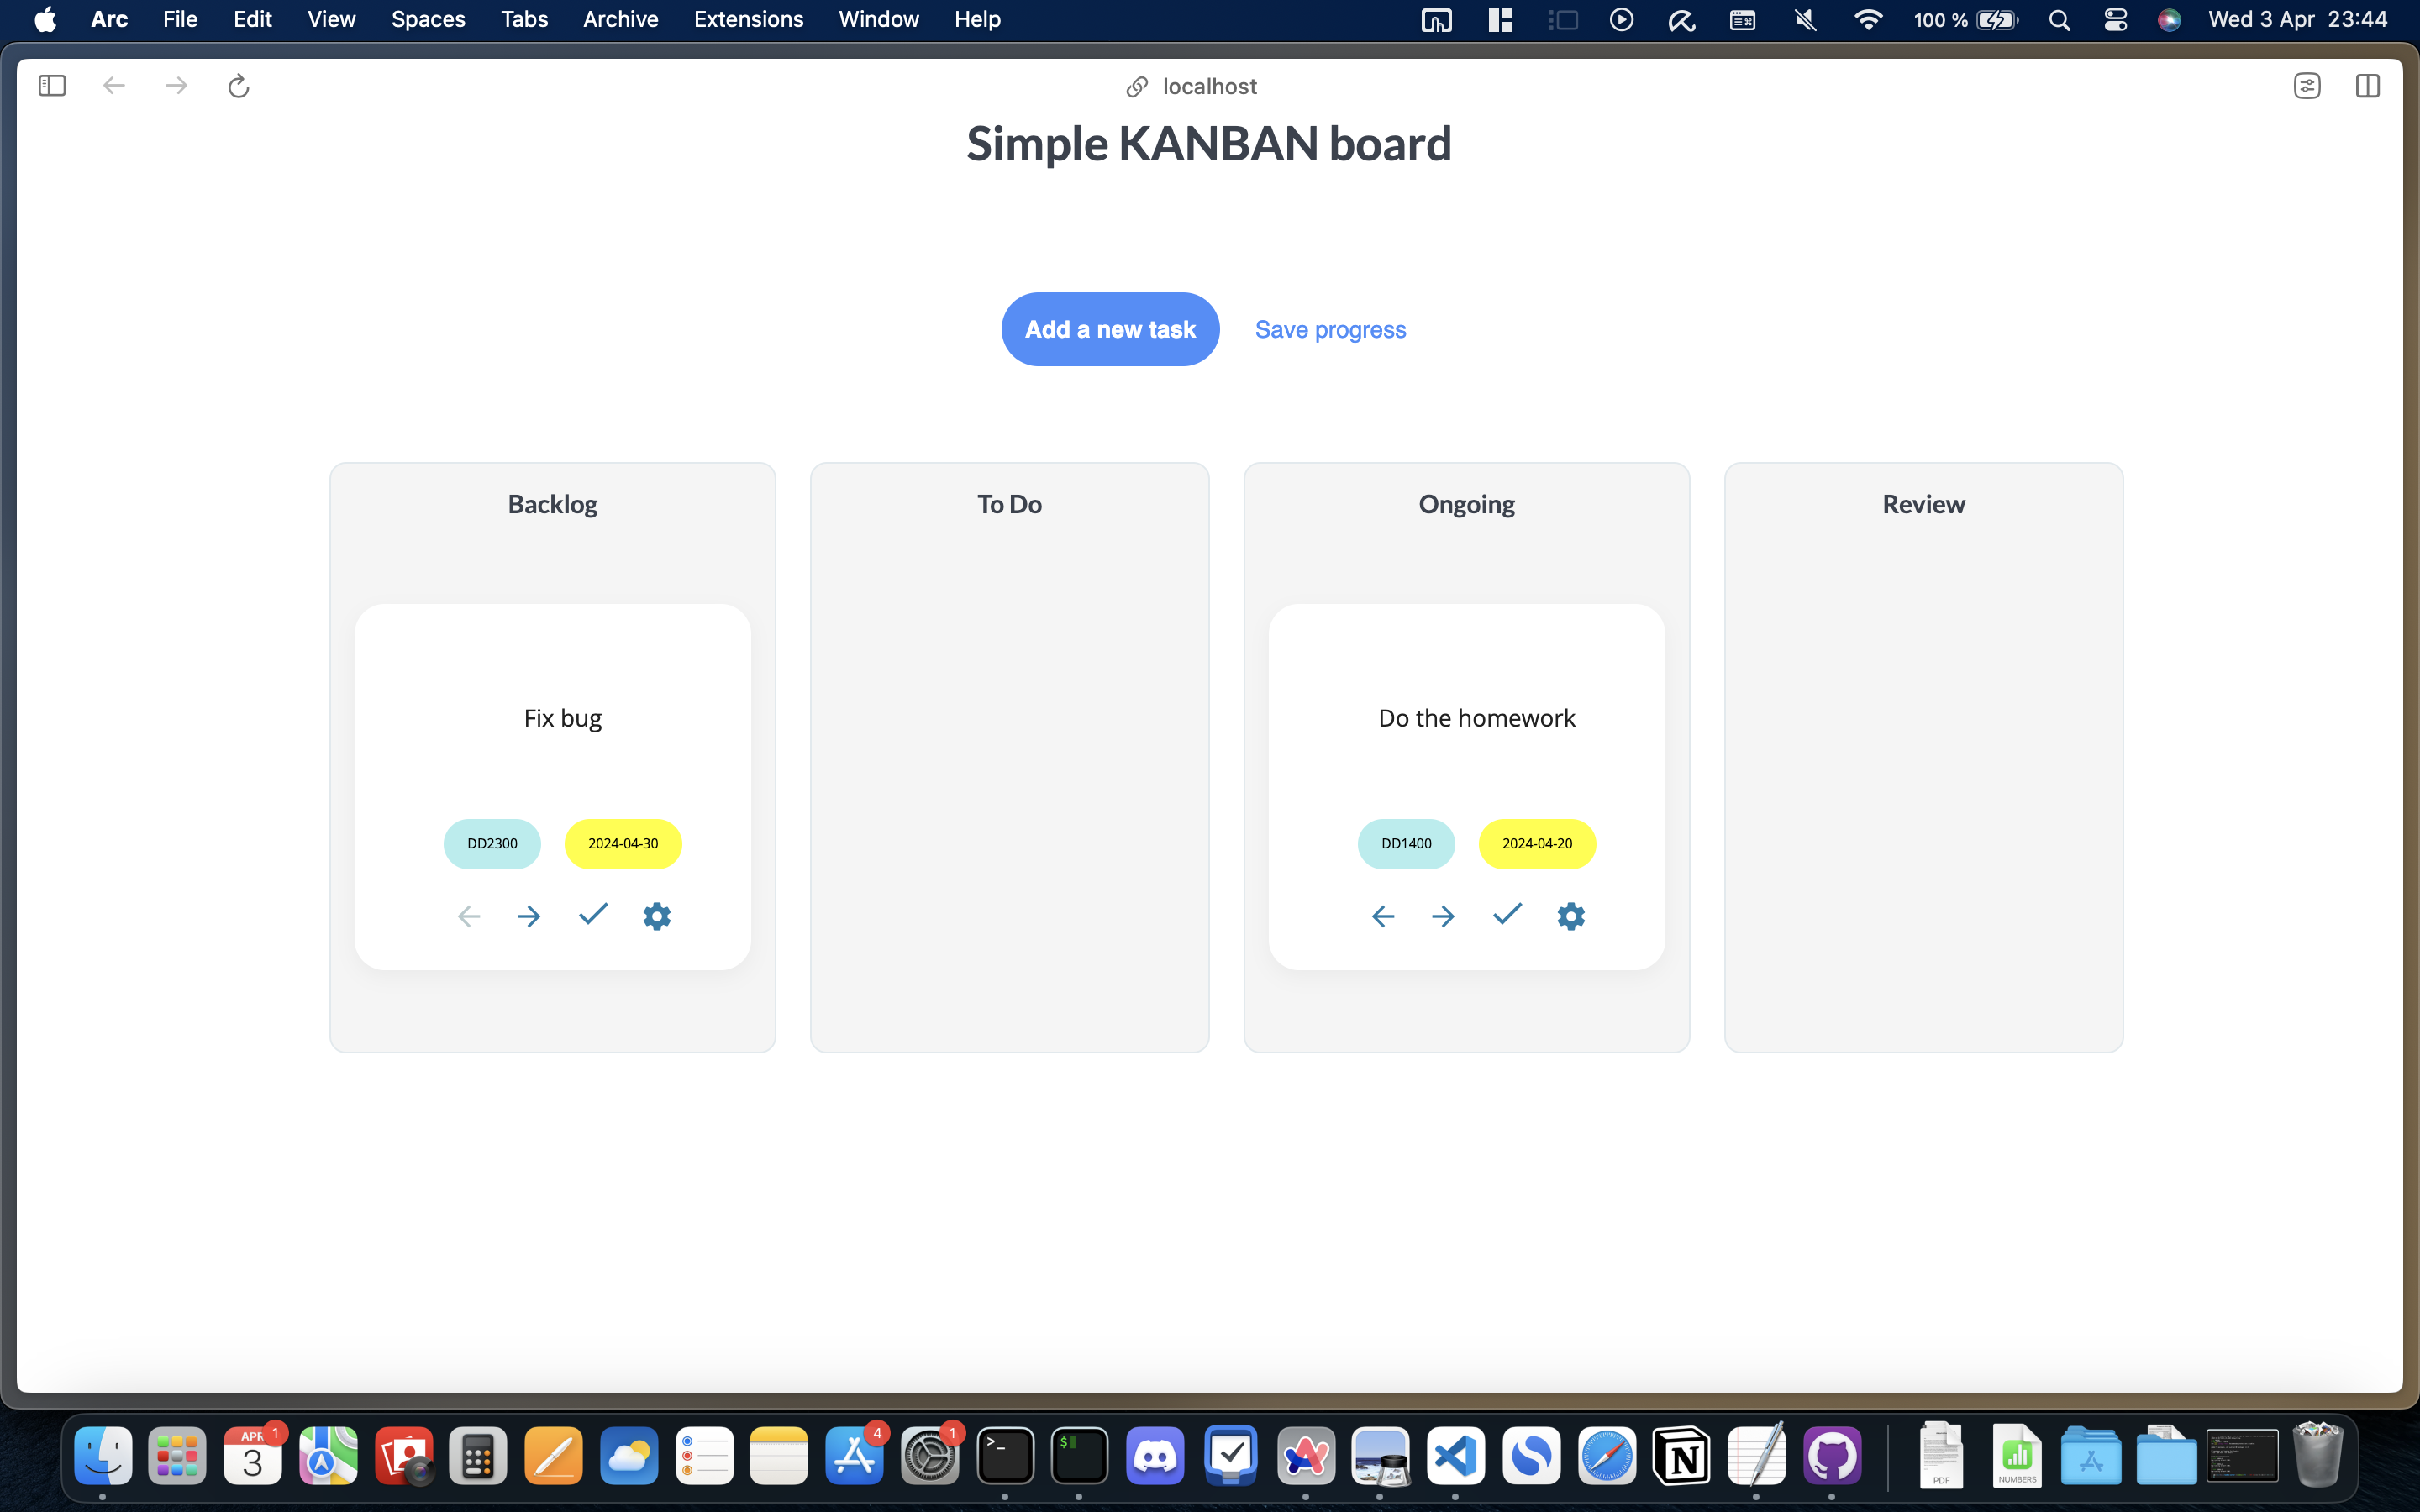 Arc File Edit View Spaces Tabs Archive Extensions Window Help 100 % Wed 3 Apr 23:44
localhost
Simple KANBAN board
Add a new task Save progress
Backlog To Do Ongoing Review
Fix bug Do the homework
DD2300 2024-04-30 DD1400 2024-04-20
APR 1 4 1
3 >_ $ N PDF NUMBERS